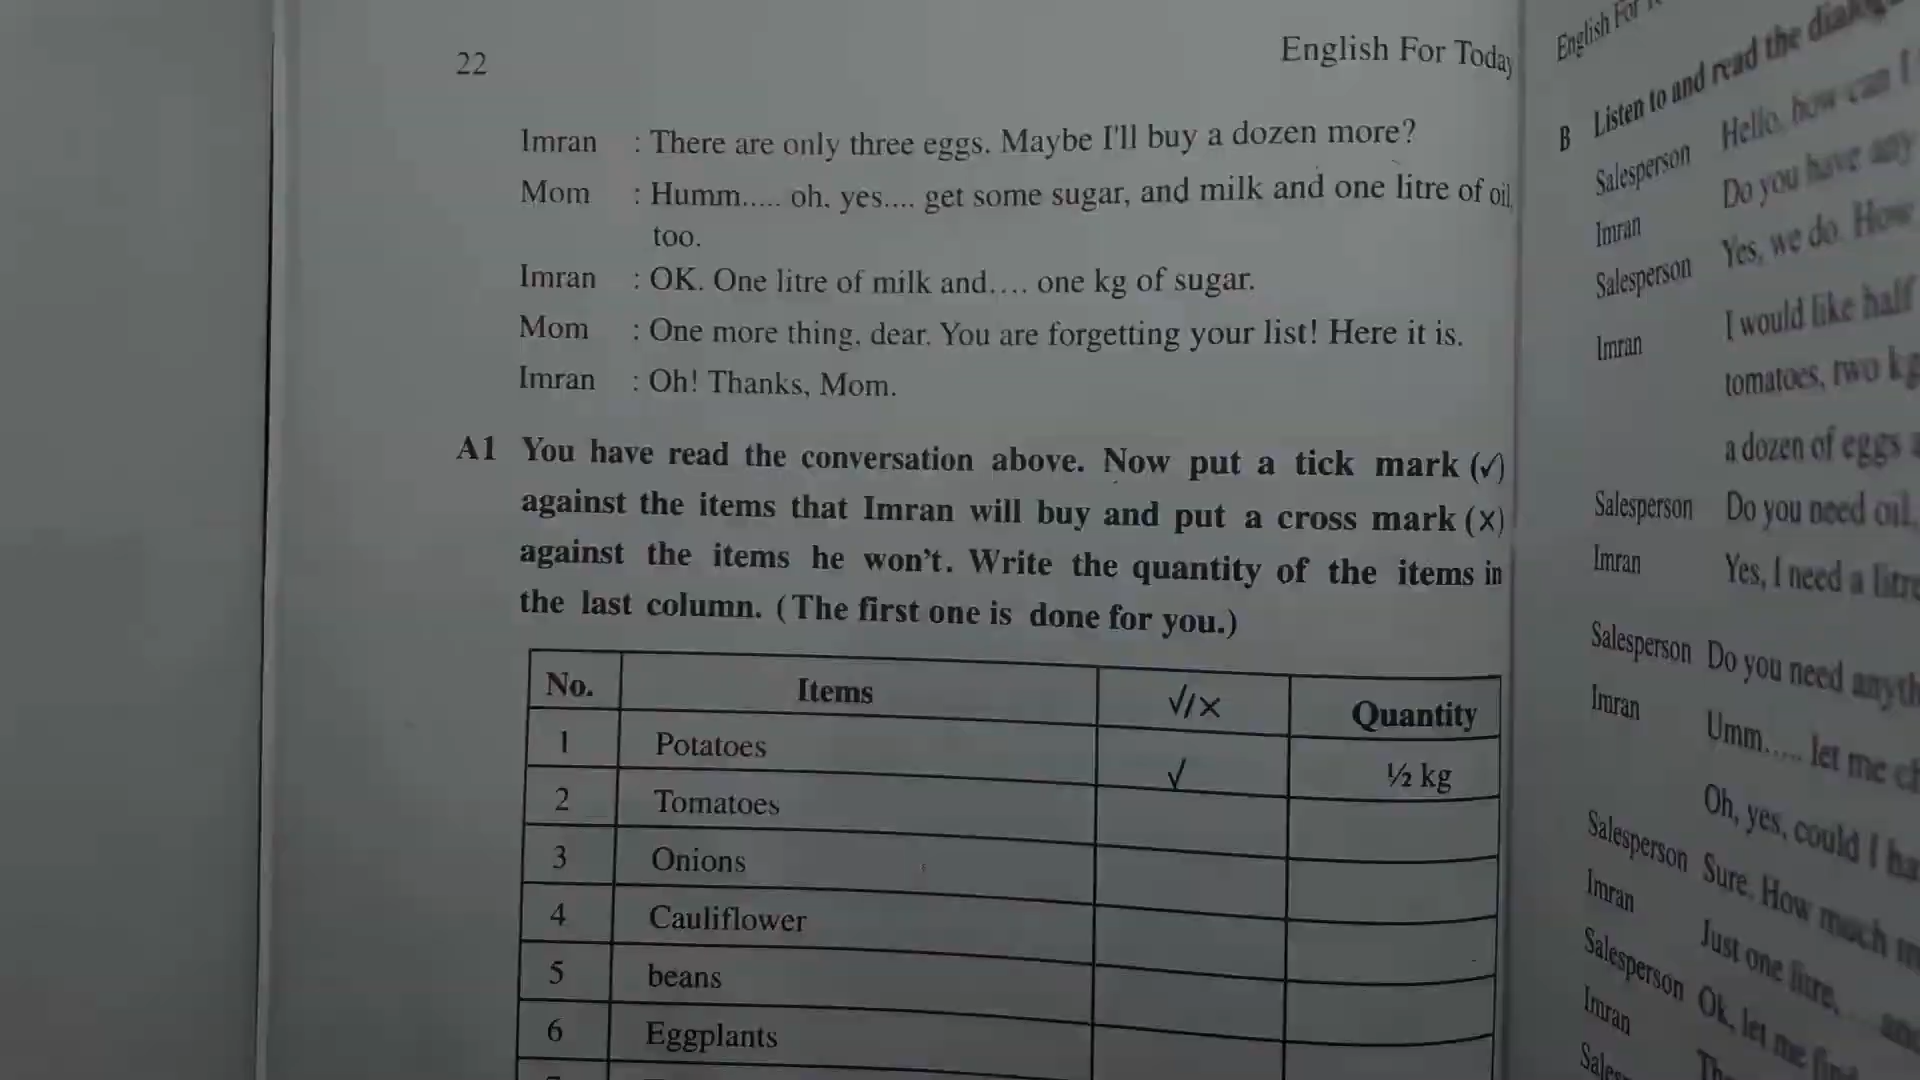 22
English For Today
Imran : There are only three eggs. Maybe I'll buy a dozen more?
Mom : Humm..... oh, yes.... get some sugar, and milk and one litre of oil,
too.
Imran : OK. One litre of milk and.... one kg of sugar.
Mom : One more thing, dear. You are forgetting your list! Here it is.
Imran : Oh! Thanks, Mom.
A1 You have read the conversation above. Now put a tick mark (✓)
against the items that Imran will buy and put a cross mark (x)
against the items he won't. Write the quantity of the items in
the last column. (The first one is done for you.)
No. Items √/x Quantity
1 Potatoes √ ½ kg
2 Tomatoes
3 Onions
4 Cauliflower
5 beans
6 Eggplants
English For
B Listen to and read the
Salesperson Hello, how can I
Imran Do you have any
Salesperson Yes, we do. How
Imran I would like half
tomatoes, two kg
a dozen of eggs
Salesperson Do you need oil,
Imran Yes, I need a litre
Salesperson Do you need
Imran Umm..... let me
Oh, yes, could I
Salesperson Sure. How much
Imran Just one litre,
Salesperson Ok, let me
Imran